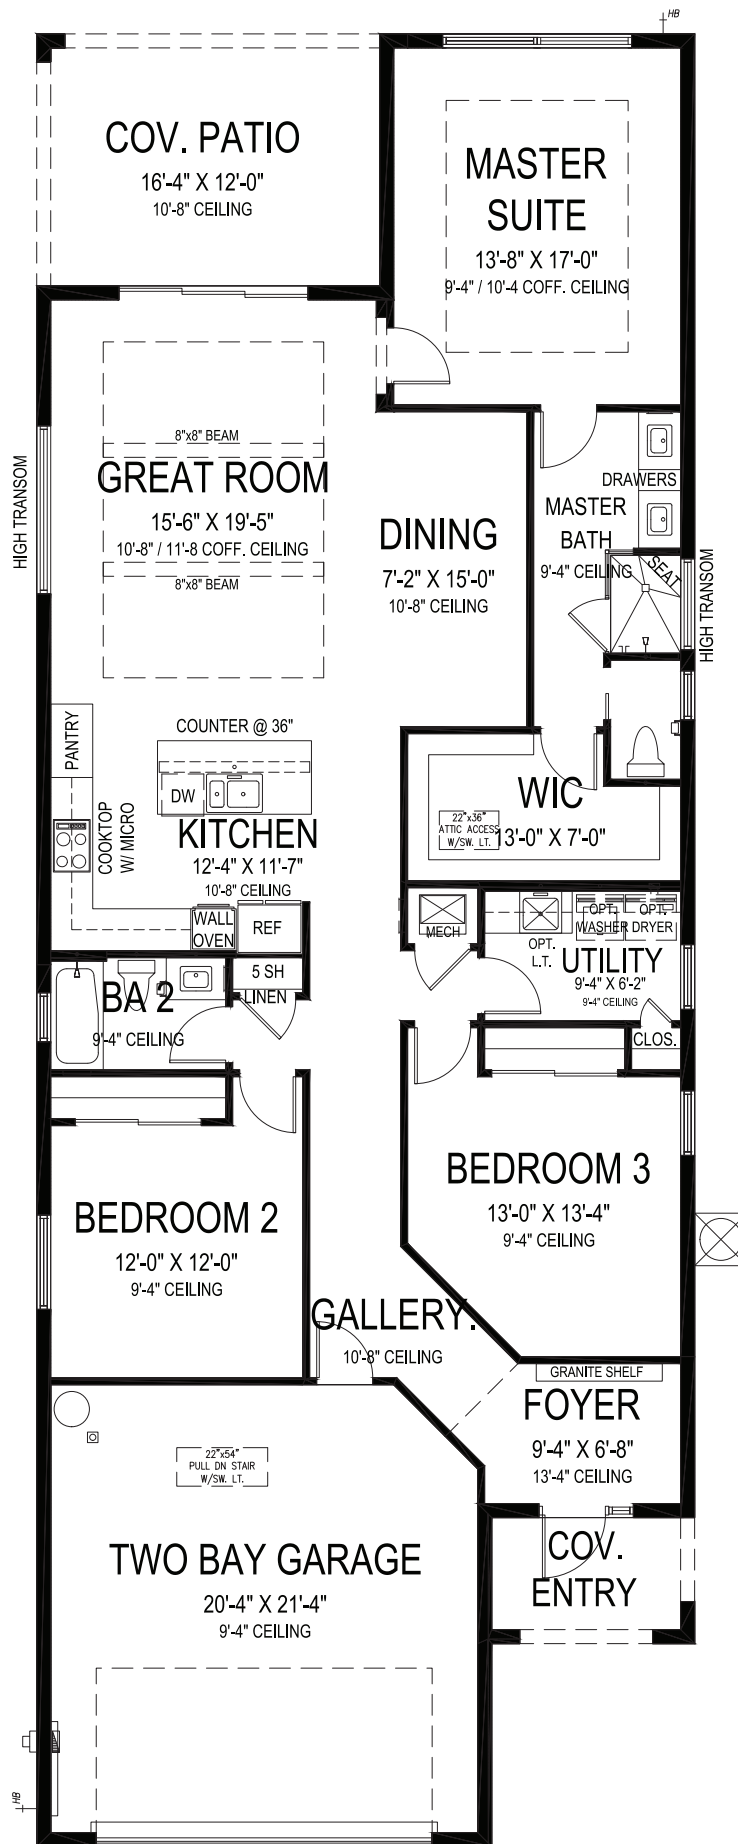 HB
COV. PATIO
16'-4" X 12'-0"
10'-8" CEILING
MASTER
SUITE
13'-8" X 17'-0"
9'-4" / 10'-4 COFF. CEILING
8"x8" BEAM
GREAT ROOM
15'-6" X 19'-5"
10'-8" / 11'-8 COFF. CEILING
8"x8" BEAM
HIGH TRANSOM
DINING
7'-2" X 15'-0"
10'-8" CEILING
DRAWERS
MASTER
BATH
9'-4" CEILING
SEAT
HIGH TRANSOM
PANTRY
COUNTER @ 36"
DW
COOKTOP
W/ MICRO
KITCHEN
12'-4" X 11'-7"
10'-8" CEILING
WALL
OVEN
REF
WIC
13'-0" X 7'-0"
22"x36"
ATTIC ACCESS
W/SW. LT.
MECH
OPT.
L.T.
OPT.
WASHER
OPT.
DRYER
UTILITY
9'-4" X 6'-2"
9'-4" CEILING
CLOS.
BA 2
9'-4" CEILING
5 SH
LINEN
BEDROOM 3
13'-0" X 13'-4"
9'-4" CEILING
BEDROOM 2
12'-0" X 12'-0"
9'-4" CEILING
GALLERY.
10'-8" CEILING
GRANITE SHELF
FOYER
9'-4" X 6'-8"
13'-4" CEILING
22"x54"
PULL DN STAIR
W/SW. LT.
COV.
ENTRY
TWO BAY GARAGE
20'-4" X 21'-4"
9'-4" CEILING
HB